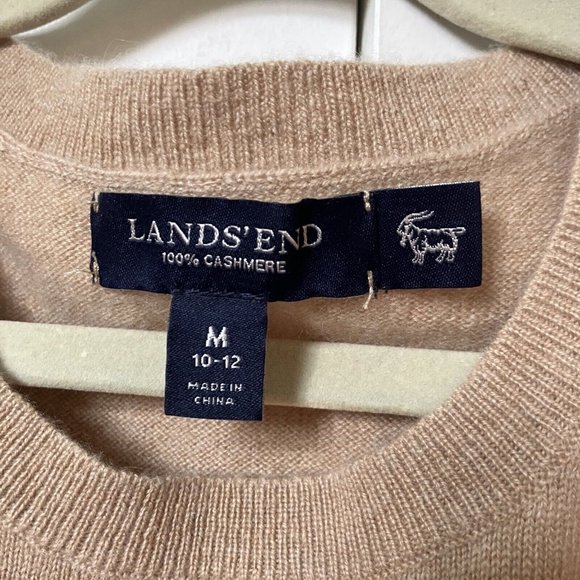 LANDS' END
100% CASHMERE
M
10-12
MADE IN
CHINA